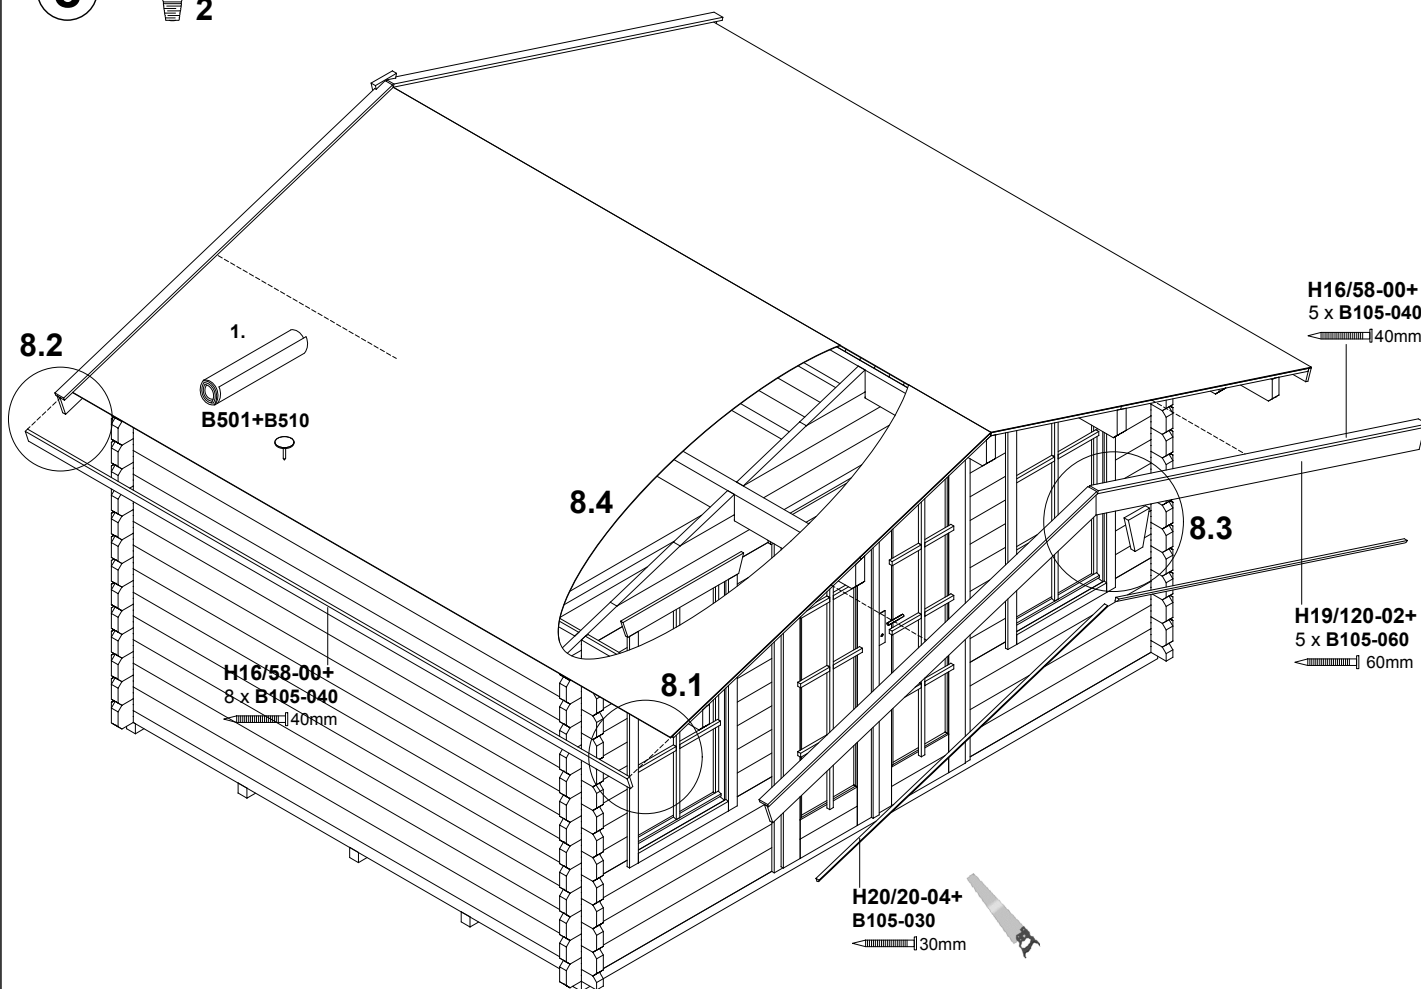 2
H16/58-00+
5 x B105-040
40mm
8.2
1.
B501+B510
8.4
8.3
H19/120-02+
5 x B105-060
60mm
H16/58-00+
8 x B105-040
40mm
8.1
H20/20-04+
B105-030
30mm